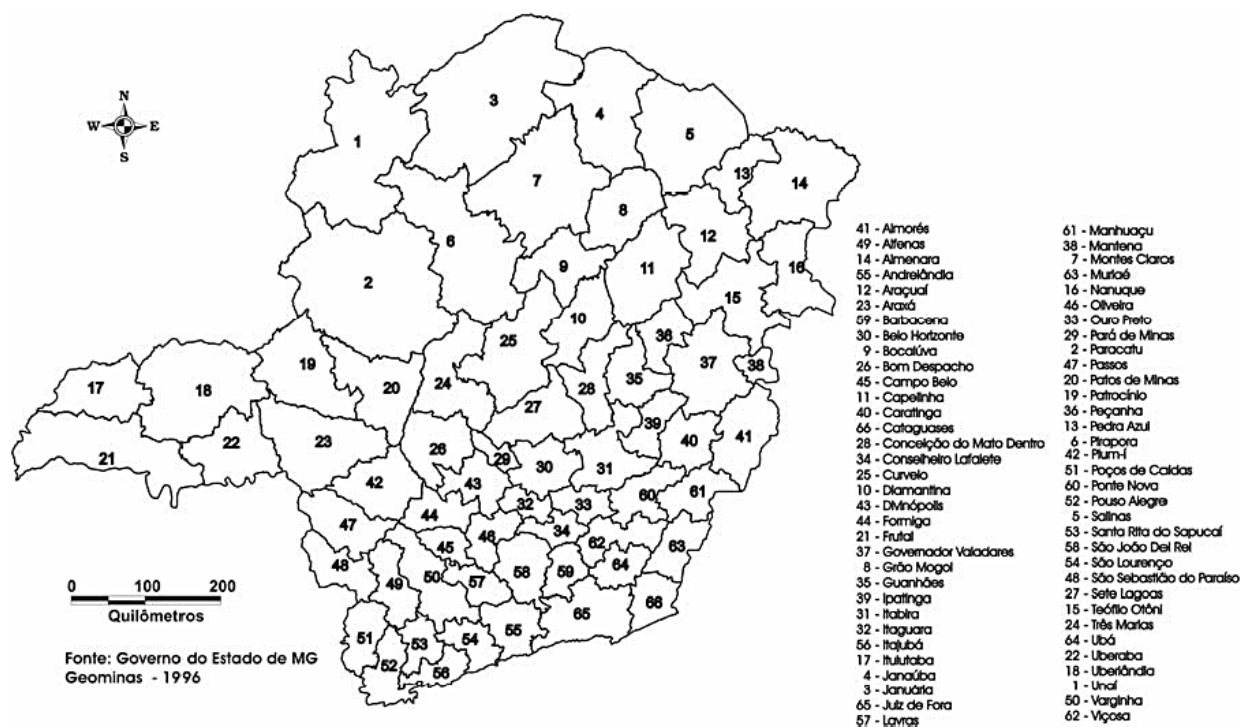 N
W E
S
3
4
5
1
13
14
7
8
6
12
11
16
9
2
15
10
25
36
19
37
38
17
18
20
24
35
28
27
39
22
23
40
41
21
26
29
30
31
42
43
60
61
32
33
44
34
47
46
62
45
63
48
50
58
59
64
49
57
65
66
51
53
54
55
52
56
0 100 200
Quilômetros
Fonte: Governo do Estado de MG
Geominas - 1996
41 - Aimorés
49 - Alfenas
14 - Almenara
55 - Andrelândia
12 - Araçuaí
23 - Araxá
59 - Barbacena
30 - Belo Horizonte
9 - Bocaiúva
26 - Bom Despacho
45 - Campo Belo
11 - Capelinha
40 - Caratinga
66 - Cataguases
28 - Conceição do Mato Dentro
34 - Conselheiro Lafaiete
25 - Curvelo
10 - Diamantina
43 - Divinópolis
44 - Formiga
21 - Frutal
37 - Governador Valadares
8 - Grão Mogol
35 - Guanhães
39 - Ipatinga
31 - Itabira
32 - Itaguara
56 - Itajubá
17 - Ituiutaba
4 - Janaúba
3 - Januária
65 - Juiz de Fora
57 - Lavras
61 - Manhuaçu
38 - Mantena
7 - Montes Claros
63 - Muriaé
16 - Nanuque
46 - Oliveira
33 - Ouro Preto
29 - Pará de Minas
2 - Paracatu
47 - Passos
20 - Patos de Minas
19 - Patrocínio
36 - Peçanha
13 - Pedra Azul
6 - Pirapora
42 - Pium-í
51 - Poços de Caldas
60 - Ponte Nova
52 - Pouso Alegre
5 - Salinas
53 - Santa Rita do Sapucaí
58 - São João Del Rei
54 - São Lourenço
48 - São Sebastião do Paraíso
27 - Sete Lagoas
15 - Teófilo Otôni
24 - Três Marias
64 - Ubá
22 - Uberaba
18 - Uberlândia
1 - Unaí
50 - Varginha
62 - Viçosa